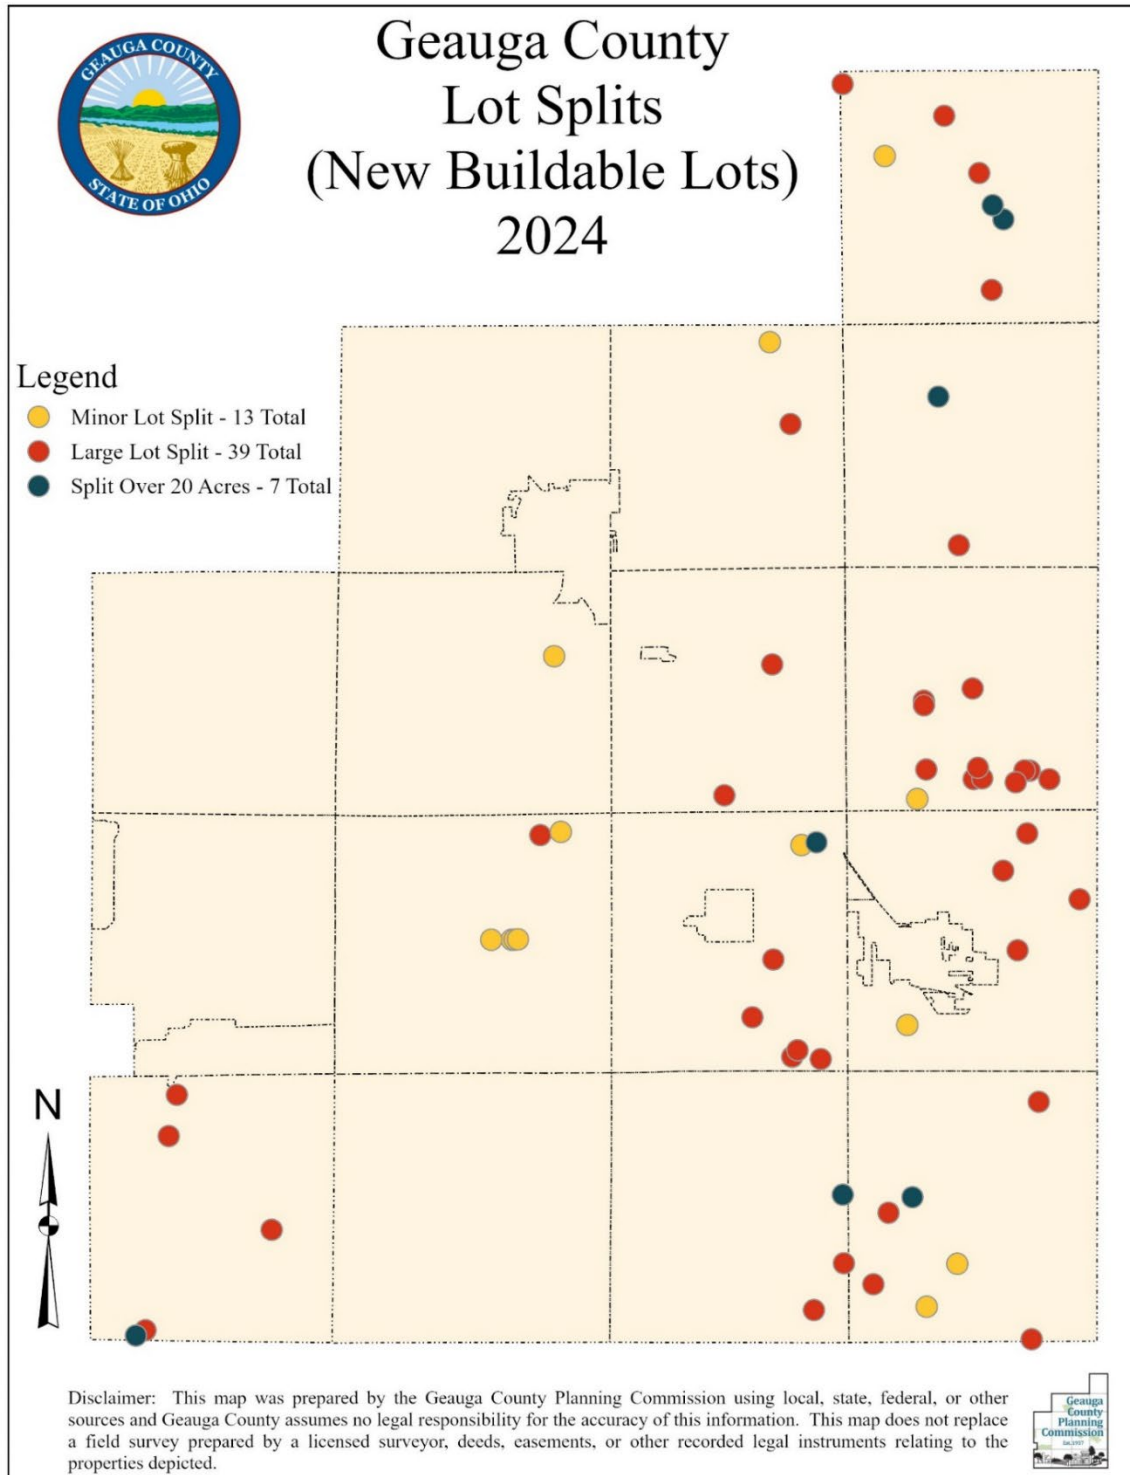 Geauga County
Lot Splits
(New Buildable Lots)
2024
GEAUGA COUNTY
STATE OF OHIO
Legend
Minor Lot Split - 13 Total
Large Lot Split - 39 Total
Split Over 20 Acres - 7 Total
N
Disclaimer: This map was prepared by the Geauga County Planning Commission using local, state, federal, or other
sources and Geauga County assumes no legal responsibility for the accuracy of this information. This map does not replace
a field survey prepared by a licensed surveyor, deeds, easements, or other recorded legal instruments relating to the
properties depicted.
Geauga
County
Planning
Commission